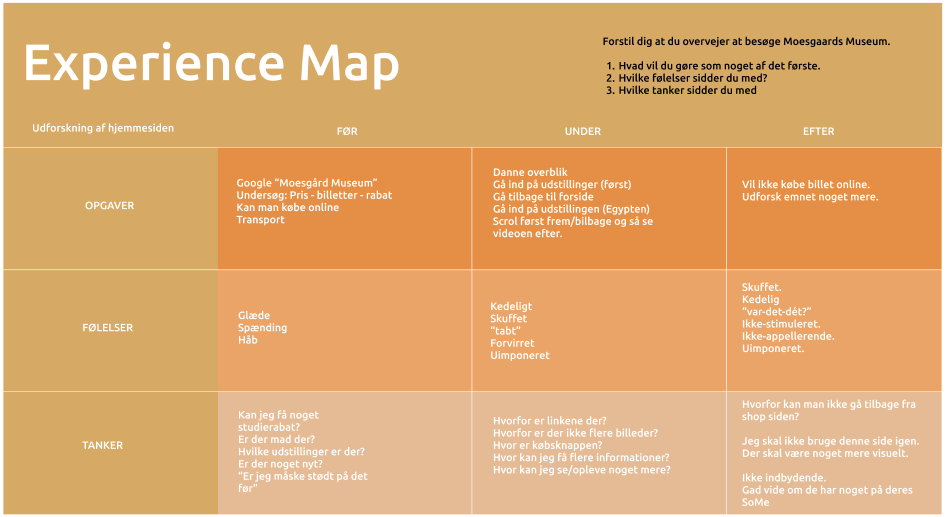 Experience Map
Forstil dig at du overvejer at besøge Moesgaards Museum.
1. Hvad vil du gøre som noget af det første.
2. Hvilke følelser sidder du med?
3. Hvilke tanker sidder du med
Udforskning af hjemmesiden
FØR
UNDER
EFTER
OPGAVER
Google "Moesgård Museum"
Undersøg: Pris - billetter - rabat
Kan man købe online
Transport
Danne overblik
Gå ind på udstillinger (først)
Gå tilbage til forside
Gå ind på udstillingen (Egypten)
Scrol først frem/bilbage og så se
videoen efter.
Vil ikke købe billet online.
Udforsk emnet noget mere.
FØLELSER
Glæde
Spænding
Håb
Kedeligt
Skuffet
"tabt"
Forvirret
Uimponeret
Skuffet.
Kedelig
"var-det-dét?"
Ikke-stimuleret.
Ikke-appellerende.
Uimponeret.
TANKER
Kan jeg få noget
studierabat?
Er der mad der?
Hvilke udstillinger er der?
Er der noget nyt?
"Er jeg måske stødt på det
før"
Hvorfor er linkene der?
Hvorfor er der ikke flere billeder?
Hvor er købsknappen?
Hvor kan jeg få flere informationer?
Hvor kan jeg se/opleve noget mere?
Hvorfor kan man ikke gå tilbage fra
shop siden?
Jeg skal ikke bruge denne side igen.
Der skal være noget mere visuelt.
Ikke indbydende.
Gad vide om de har noget på deres
SoMe